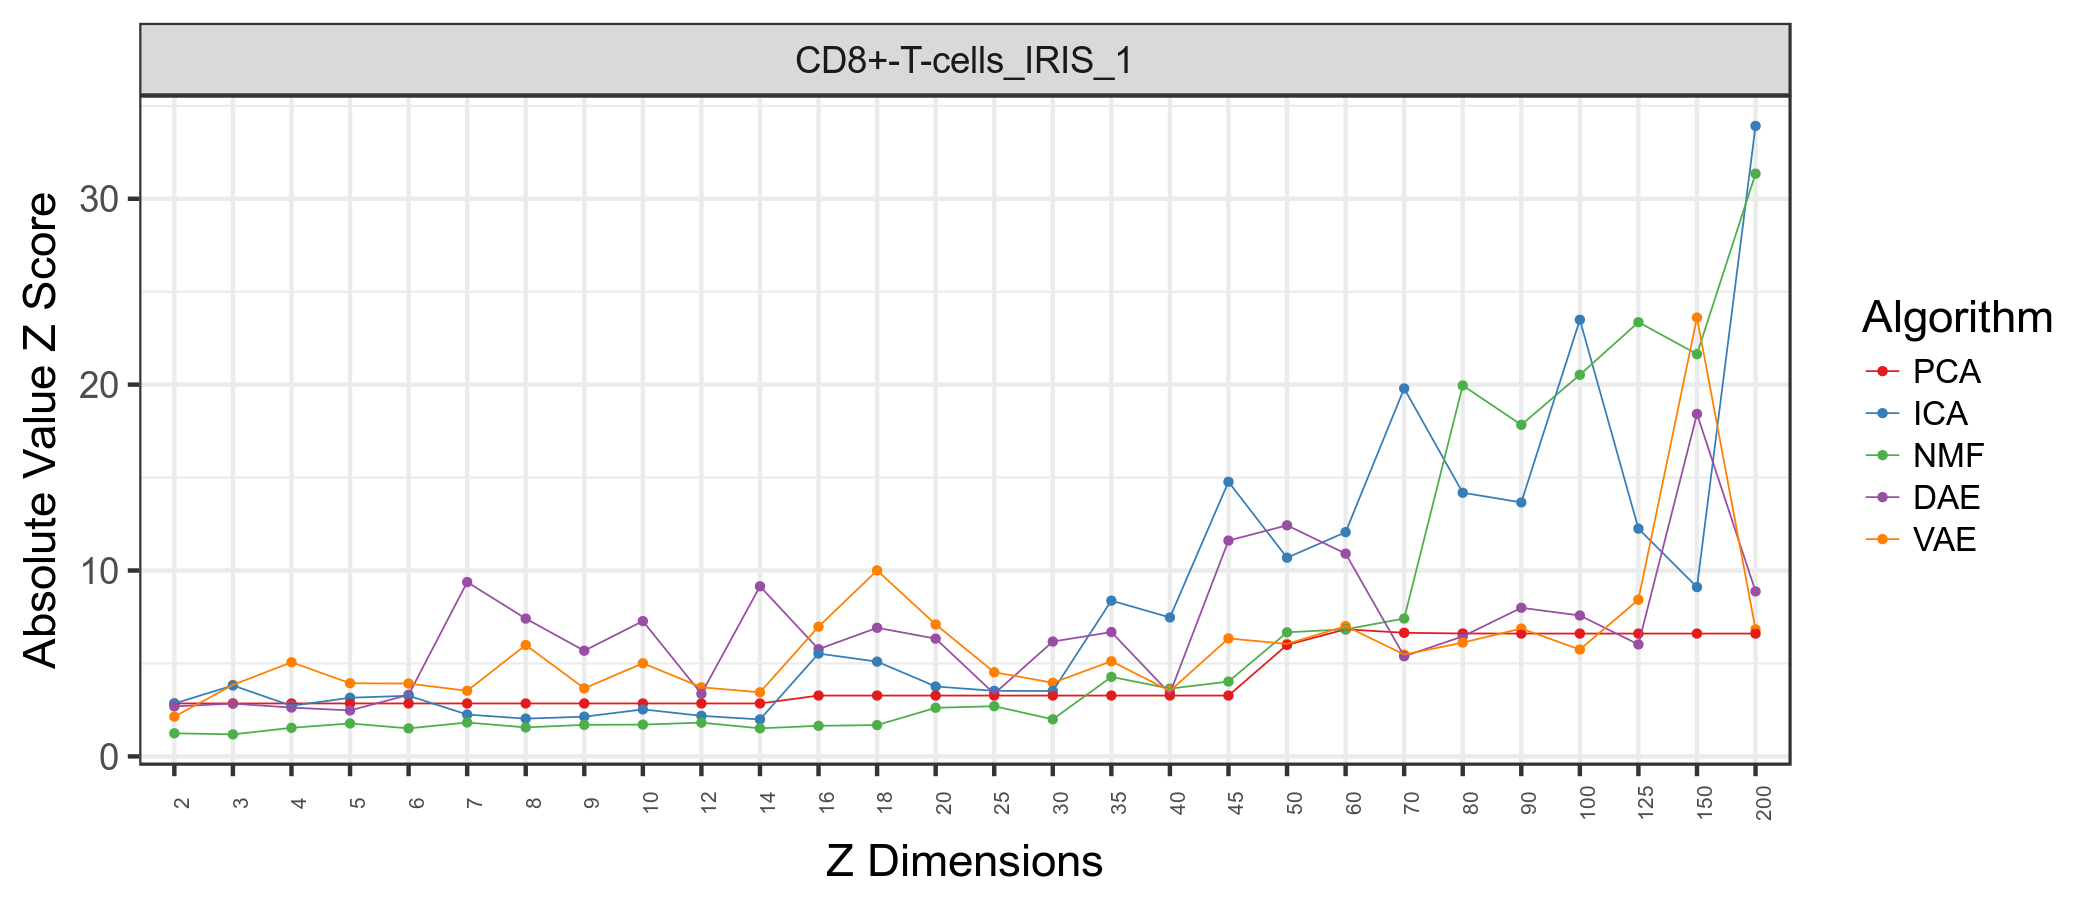 CD8+-T-cells_IRIS_1
Absolute Value Z Score
30
20
10
0
2 3 4 5 6 7 8 9 10 12 14 16 18 20 25 30 35 40 45 50 60 70 80 90 100 125 150 200
Z Dimensions
Algorithm
PCA
ICA
NMF
DAE
VAE